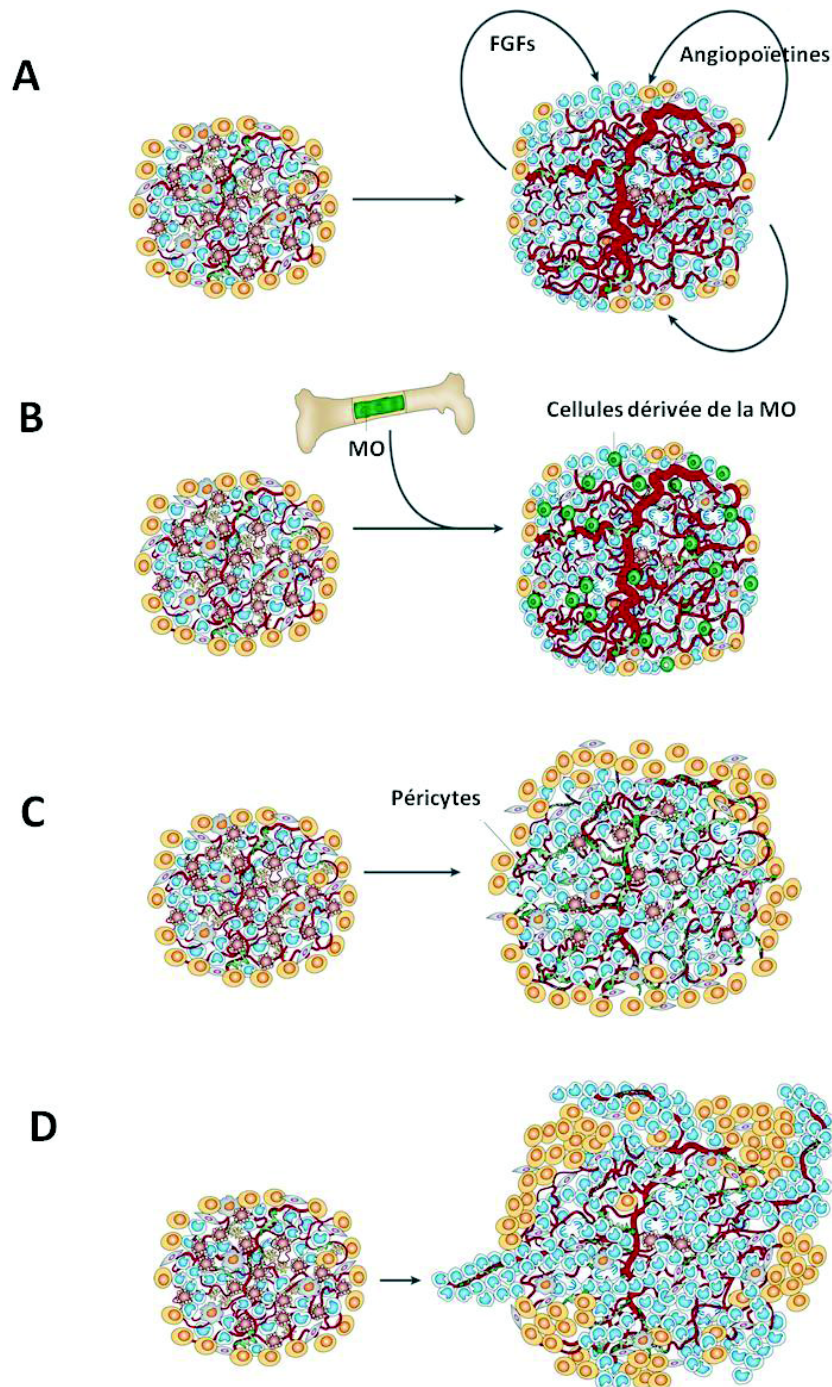 A
FGFs
Angiopoïetines
B
MO
Cellules dérivée de la MO
C
Péricytes
D